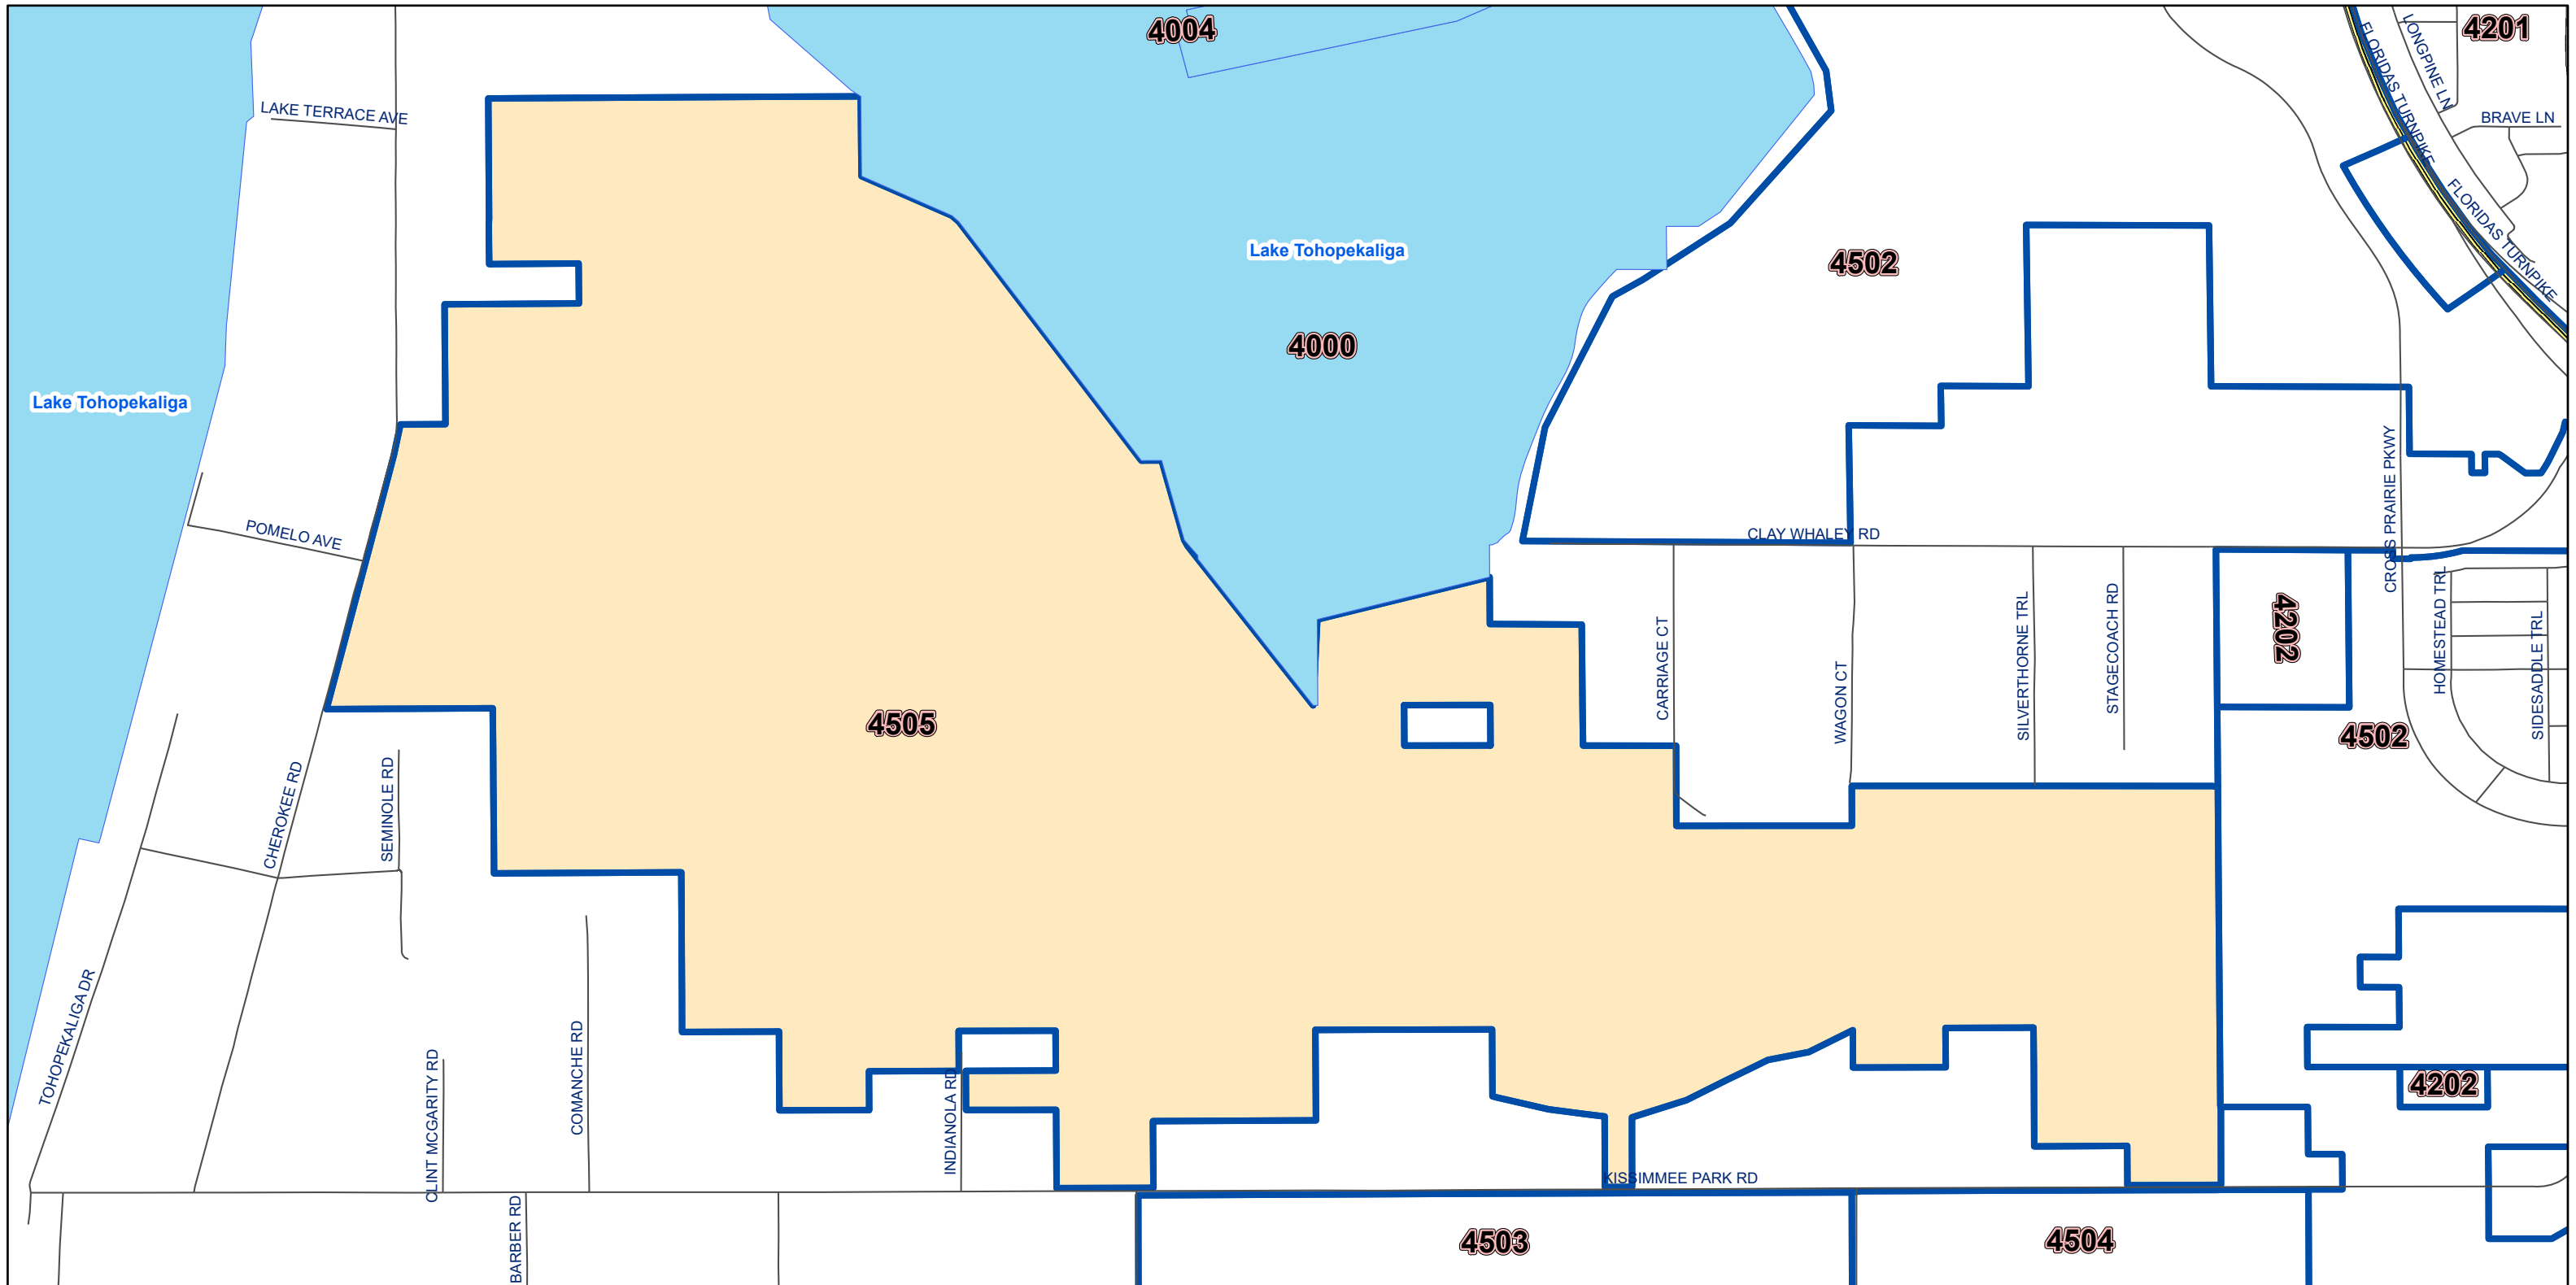 4004
4201
LONGPINE LN
FLORIDAS TURNPIKE
LAKE TERRACE AVE
BRAVE LN
FLORIDAS TURNPIKE
Lake Tohopekaliga
4502
4000
Lake Tohopekaliga
CROSS PRAIRIE PKWY
POMELO AVE
CLAY WHALEY RD
HOMESTEAD TRL
4202
SIDESADDLE TRL
CARRIAGE CT
WAGON CT
SILVERTHORNE TRL
STAGECOACH RD
4505
4502
CHEROKEE RD
SEMINOLE RD
TOHOPEKALIGA DR
COMANCHE RD
CLINT MCGARITY RD
INDIANOLA RD
4202
KISSIMMEE PARK RD
BARBER RD
4503
4504